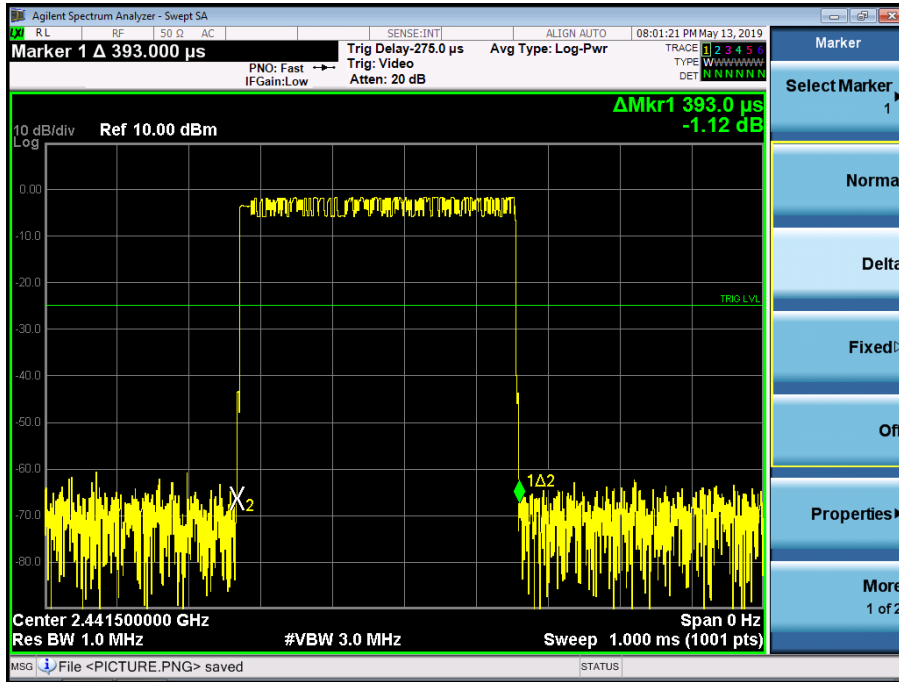 Agilent Spectrum Analyzer - Swept SA
LXI RL RF 50 Ω AC SENSE:INT ALIGN AUTO 08:01:21 PM May 13, 2019
Marker 1 Δ 393.000 μs
PNO: Fast
IFGain:Low
Trig Delay-275.0 μs
Trig: Video
Atten: 20 dB
Avg Type: Log-Pwr
TRACE 1 2 3 4 5 6
TYPE WWWWWW
DET N N N N N N
ΔMkr1 393.0 μs
-1.12 dB
10 dB/div Ref 10.00 dBm
Log
0.00
-10.0
-20.0
TRIG LVL
-30.0
-40.0
-50.0
-60.0
1Δ2
2
-70.0
-80.0
Center 2.441500000 GHz Span 0 Hz
Res BW 1.0 MHz #VBW 3.0 MHz Sweep 1.000 ms (1001 pts)
MSG File <PICTURE.PNG> saved STATUS
Marker
Select Marker
1
Norma
Delta
Fixed
Off
Properties
More
1 of 2